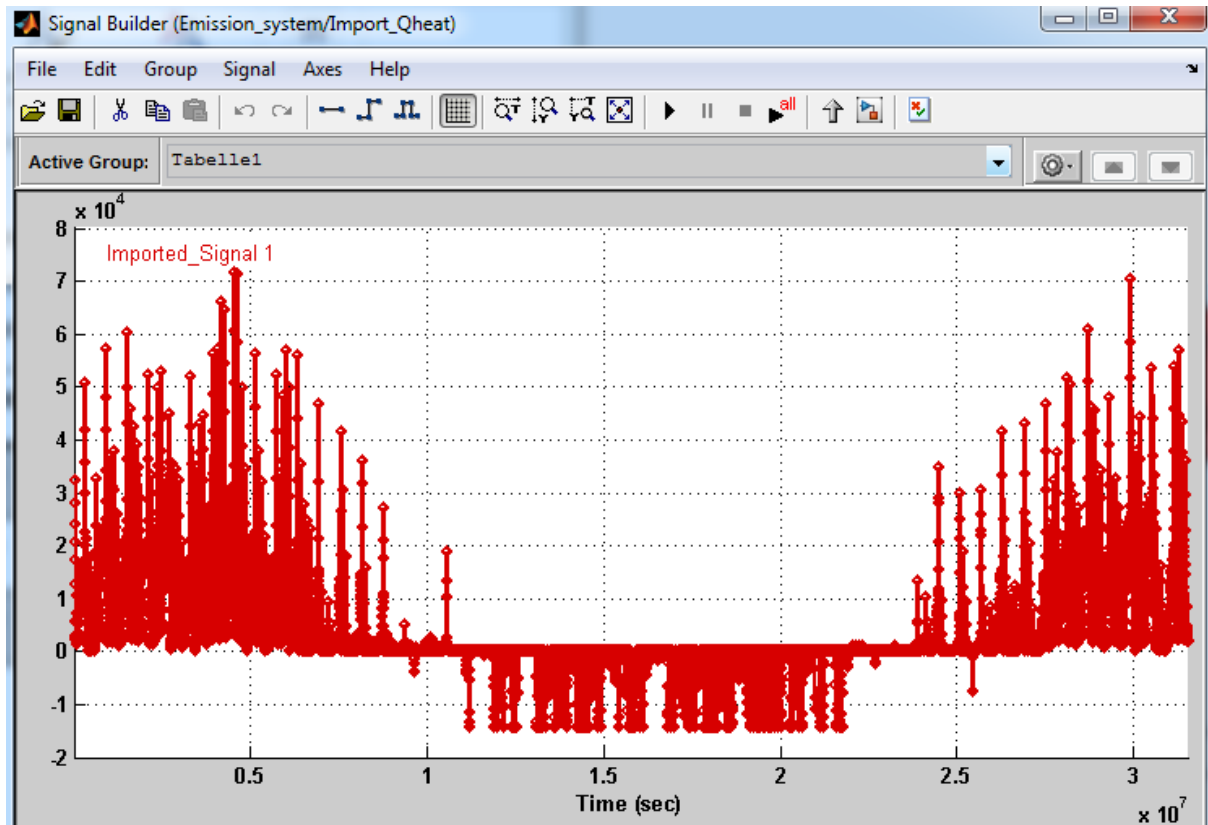 Signal Builder (Emission_system/Import_Qheat)
File Edit Group Signal Axes Help
all
Active Group: Tabelle1
x 10^4
Imported_Signal 1
8
7
6
5
4
3
2
1
0
-1
-2
0.5 1 1.5 2 2.5 3
Time (sec)
x 10^7